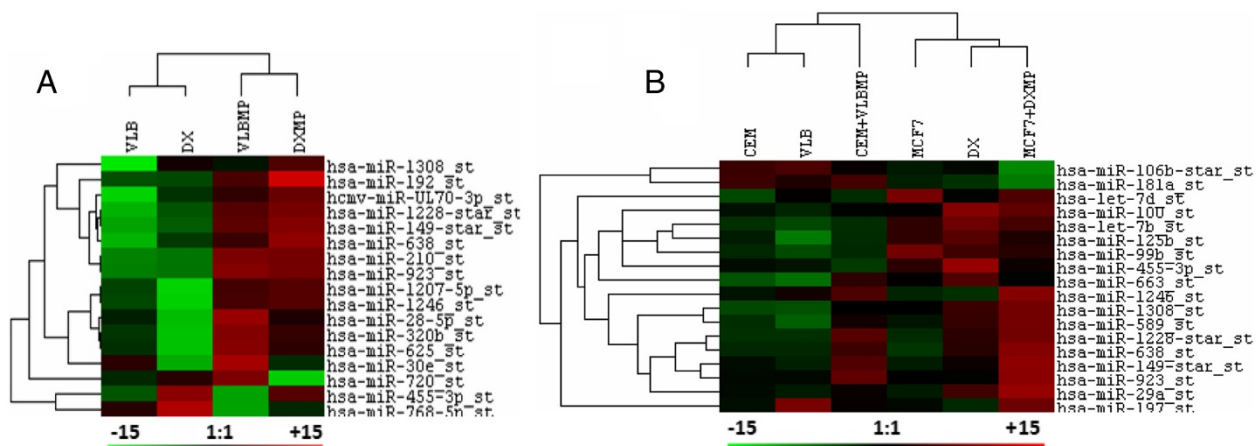 A
VLB
DX
VLBMP
DXMP
hsa-miR-1308_st
hsa-miR-192_st
hcmv-miR-UL70-3p_st
hsa-miR-1228-star_st
hsa-miR-149-star_st
hsa-miR-638_st
hsa-miR-210_st
hsa-miR-923_st
hsa-miR-1207-5p_st
hsa-miR-1246_st
hsa-miR-28-5p_st
hsa-miR-320b_st
hsa-miR-625_st
hsa-miR-30e_st
hsa-miR-720_st
hsa-miR-455-3p_st
hsa-miR-768-5p_st
-15 1:1 +15
B
CEM
VLB
CEM+VLBMP
MCF7
DX
MCF7+DXMP
hsa-miR-106b-star_st
hsa-miR-181a_st
hsa-let-7d_st
hsa-miR-100_st
hsa-let-7b_st
hsa-miR-125b_st
hsa-miR-99b_st
hsa-miR-455-3p_st
hsa-miR-663_st
hsa-miR-1246_st
hsa-miR-1308_st
hsa-miR-589_st
hsa-miR-1228-star_st
hsa-miR-638_st
hsa-miR-149-star_st
hsa-miR-923_st
hsa-miR-29a_st
hsa-miR-197_st
-15 1:1 +15